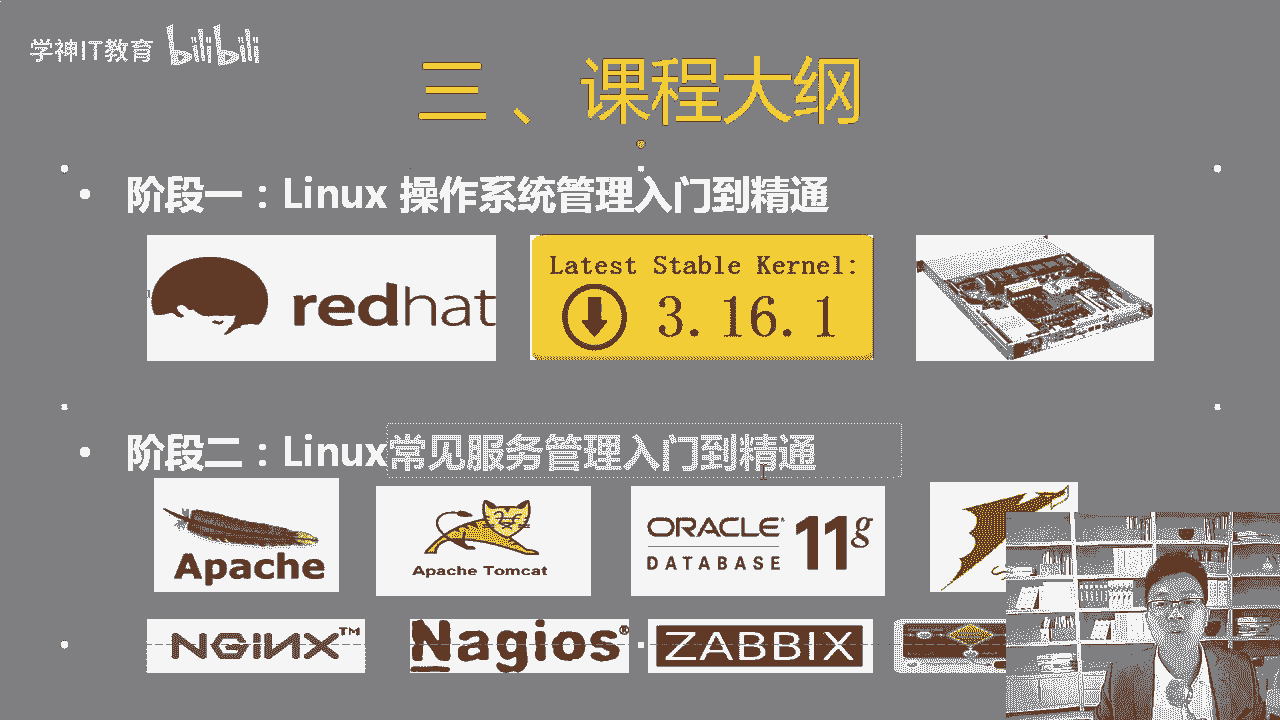 学神IT教育 bilibili
三、课程大纲
• 阶段一：Linux 操作系统管理入门到精通
redhat
Latest Stable Kernel:
3.16.1
• 阶段二：Linux常见服务管理入门到精通
Apache
Apache Tomcat
ORACLE®
DATABASE
11g
NGINX™
Nagios®
ZABBIX